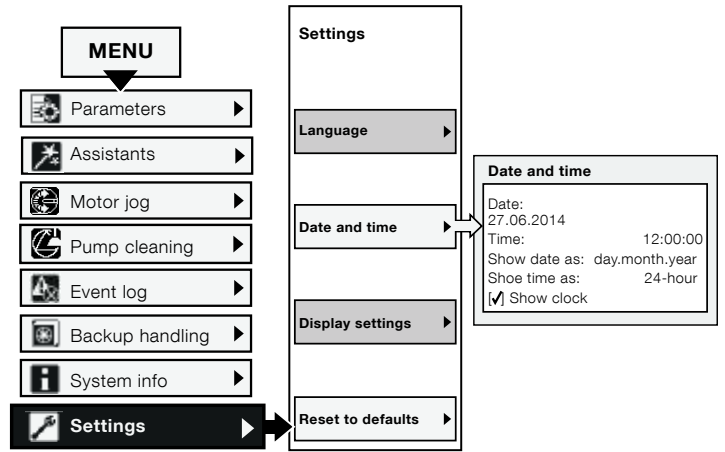 MENU
Parameters
Assistants
Motor jog
Pump cleaning
Event log
Backup handling
System info
Settings
Settings
Language
Date and time
Display settings
Reset to defaults
Date and time
Date:
27.06.2014
Time: 12:00:00
Show date as: day.month.year
Shoe time as: 24-hour
[✓] Show clock